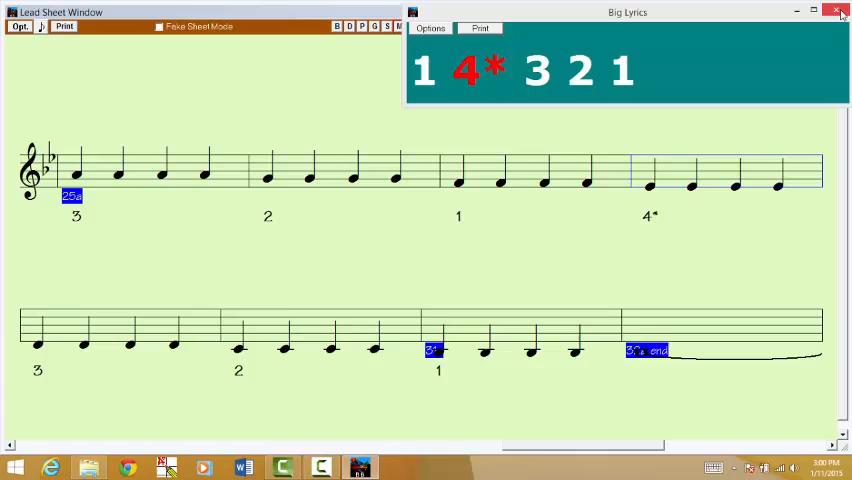 Lead Sheet Window
Big Lyrics
Opt. Print Fake Sheet Mode B D P G S M
Options Print
1 4* 3 2 1
25a
3 2 1 4*
31
end
3 2 1
3:00 PM
1/11/2015